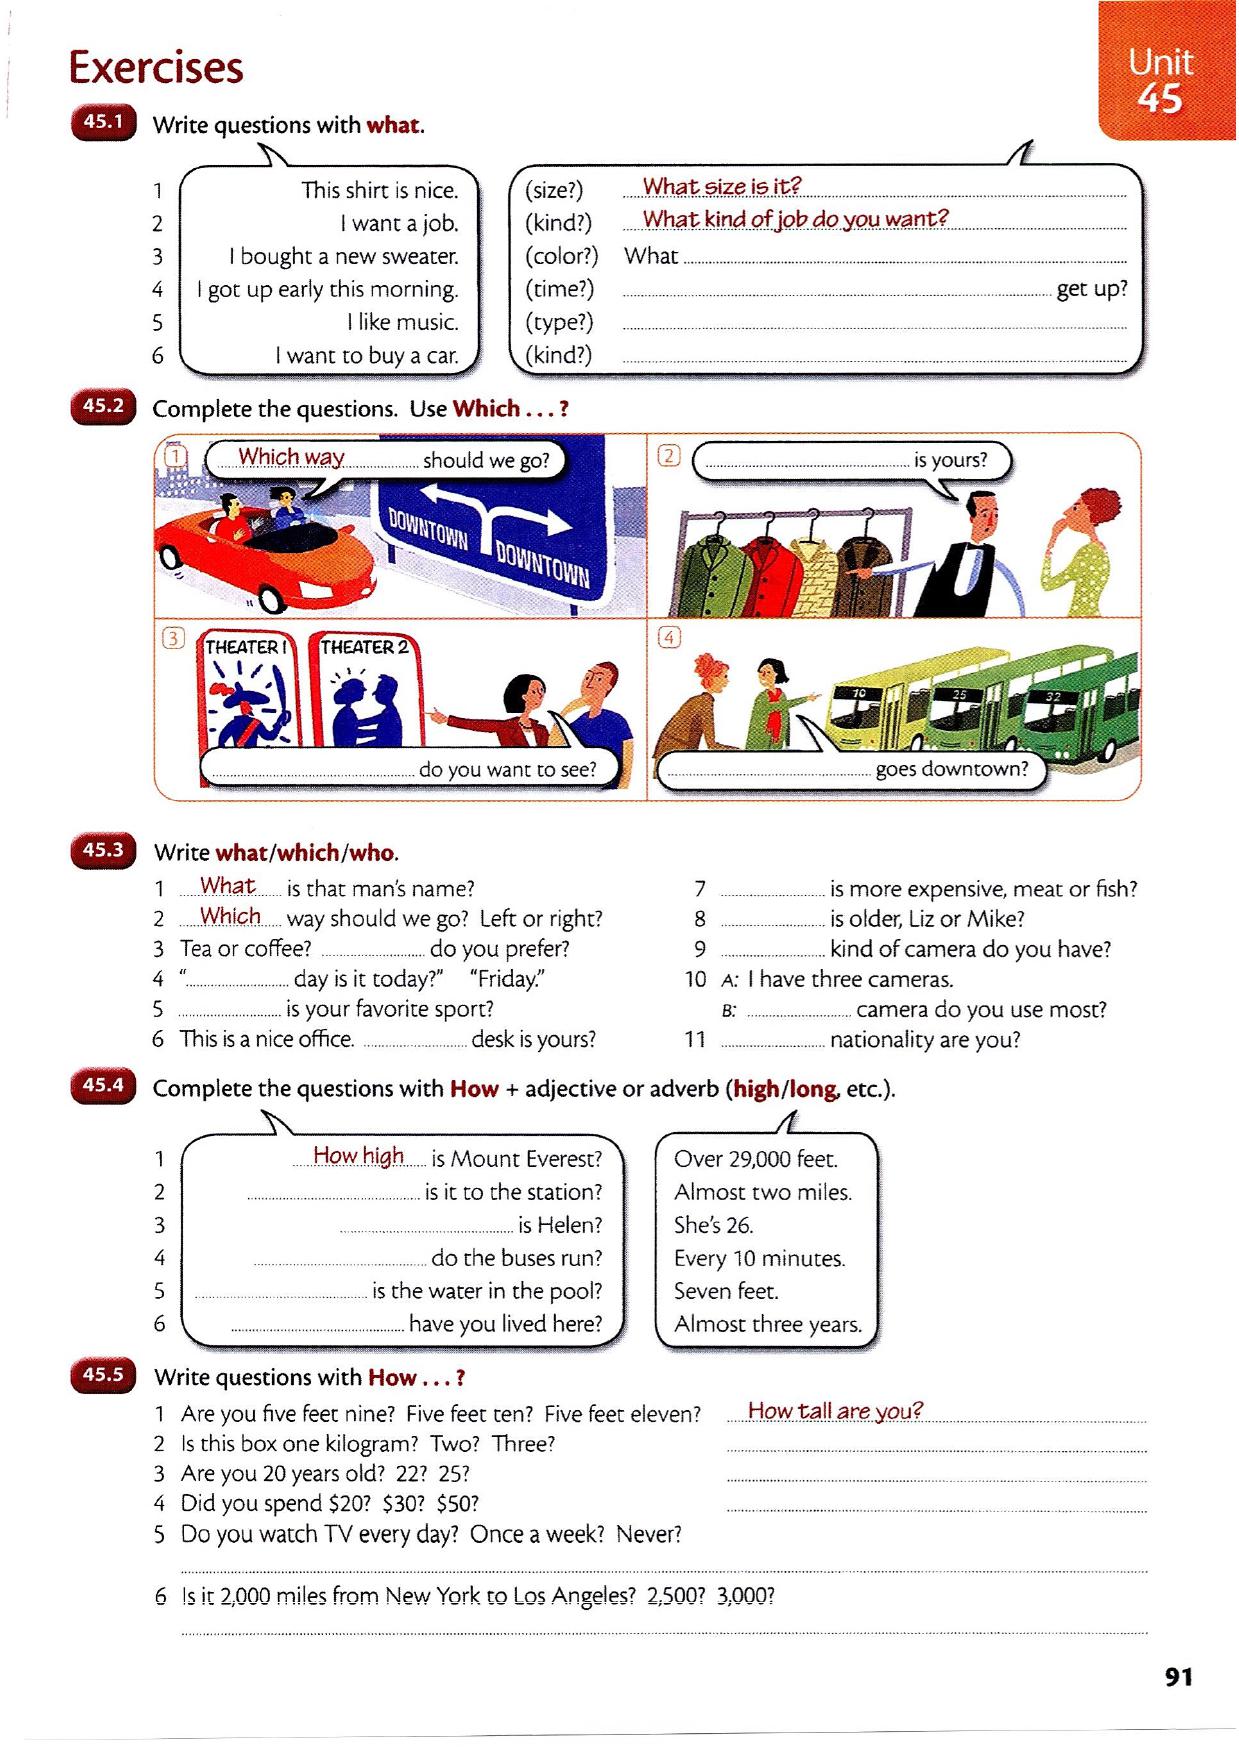 Exercises
Unit
45
45.1 Write questions with what.
1 This shirt is nice. (size?) What size is it?
2 I want a job. (kind?) What kind of job do you want?
3 I bought a new sweater. (color?) What
4 I got up early this morning. (time?) get up?
5 I like music. (type?)
6 I want to buy a car. (kind?)
45.2 Complete the questions. Use Which . . . ?
1 Which way should we go?
DOWNTOWN
DOWNTOWN
2 is yours?
3 THEATER 1 THEATER 2
do you want to see?
4 10 25 32
goes downtown?
45.3 Write what/which/who.
1 What is that man's name?
2 Which way should we go? Left or right?
3 Tea or coffee? do you prefer?
4 " day is it today?" "Friday."
5 is your favorite sport?
6 This is a nice office. desk is yours?
7 is more expensive, meat or fish?
8 is older, Liz or Mike?
9 kind of camera do you have?
10 A: I have three cameras.
B: camera do you use most?
11 nationality are you?
45.4 Complete the questions with How + adjective or adverb (high/long, etc.).
1 How high is Mount Everest? Over 29,000 feet.
2 is it to the station? Almost two miles.
3 is Helen? She's 26.
4 do the buses run? Every 10 minutes.
5 is the water in the pool? Seven feet.
6 have you lived here? Almost three years.
45.5 Write questions with How . . . ?
1 Are you five feet nine? Five feet ten? Five feet eleven? How tall are you?
2 Is this box one kilogram? Two? Three?
3 Are you 20 years old? 22? 25?
4 Did you spend $20? $30? $50?
5 Do you watch TV every day? Once a week? Never?
6 Is it 2,000 miles from New York to Los Angeles? 2,500? 3,000?
91